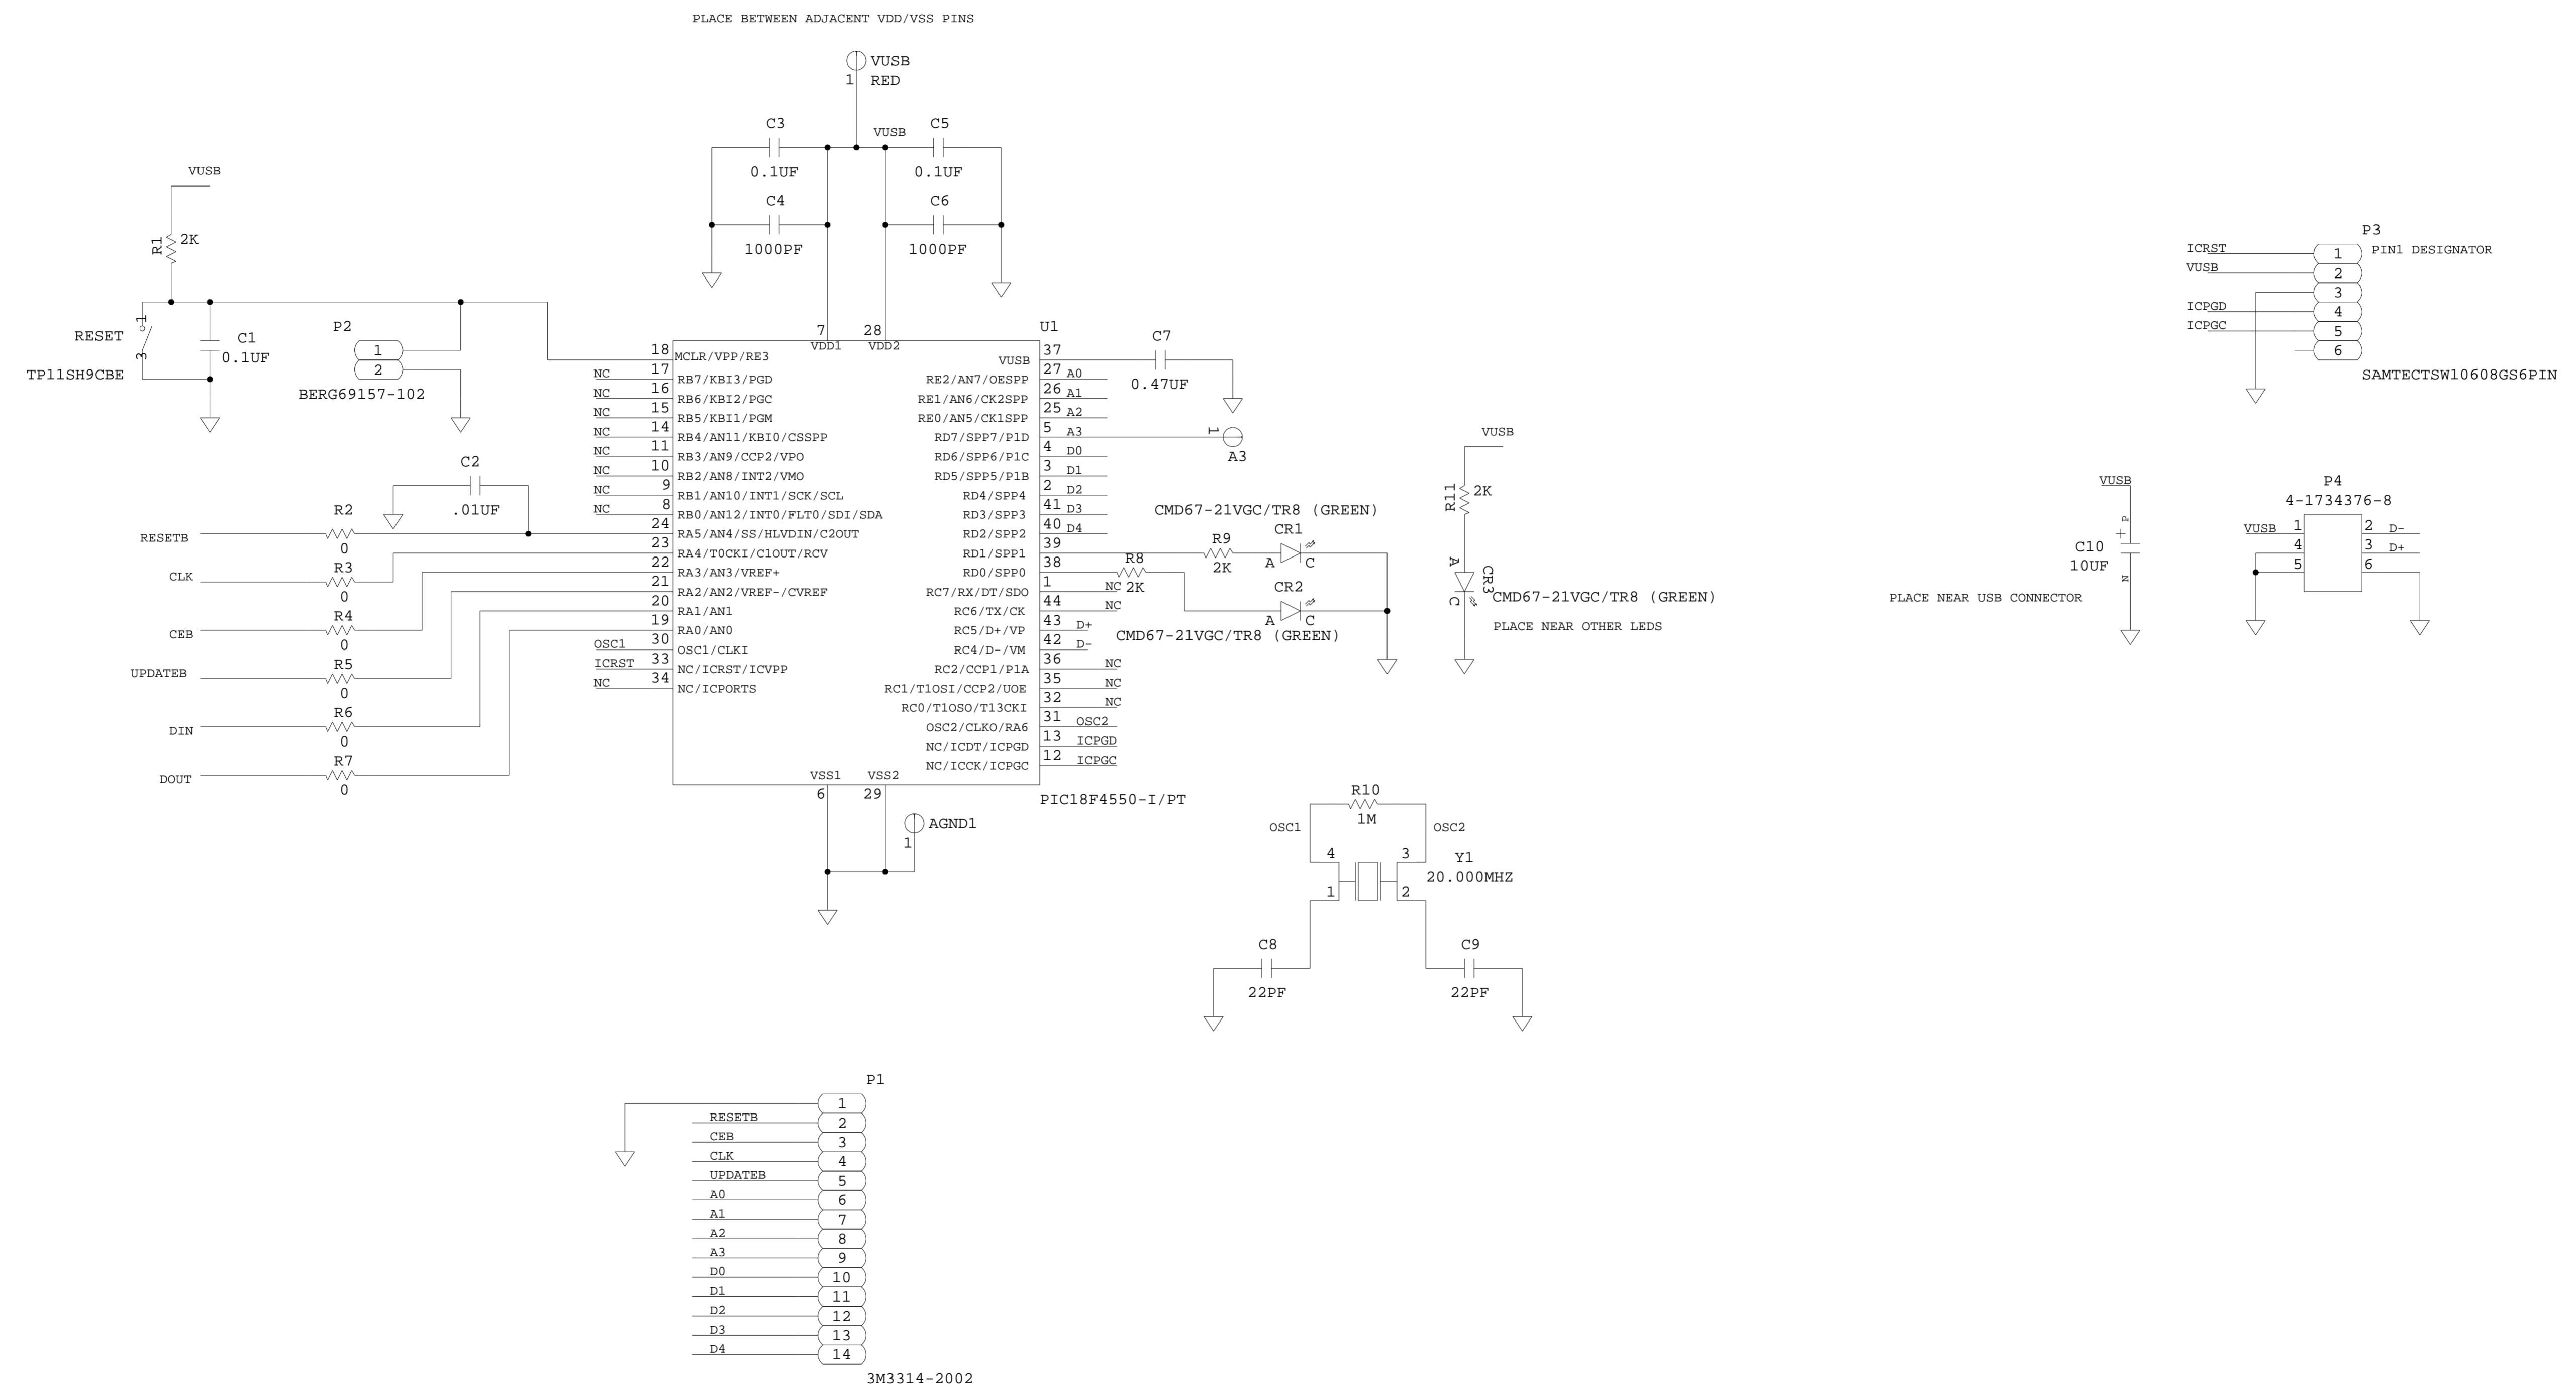 PLACE BETWEEN ADJACENT VDD/VSS PINS
VUSB
1
RED
C3
0.1UF
C4
1000PF
VUSB
C5
0.1UF
C6
1000PF
VUSB
R1
2K
RESET
1
3
TP11SH9CBE
C1
0.1UF
P2
1
2
BERG69157-102
C2
.01UF
RESETB
R2
0
CLK
R3
0
CEB
R4
0
UPDATEB
R5
0
DIN
R6
0
DOUT
R7
0
7
VDD1
28
VDD2
U1
18 MCLR/VPP/RE3
NC 17 RB7/KBI3/PGD
NC 16 RB6/KBI2/PGC
NC 15 RB5/KBI1/PGM
NC 14 RB4/AN11/KBI0/CSSPP
NC 11 RB3/AN9/CCP2/VPO
NC 10 RB2/AN8/INT2/VMO
NC 9 RB1/AN10/INT1/SCK/SCL
NC 8 RB0/AN12/INT0/FLT0/SDI/SDA
24 RA5/AN4/SS/HLVDIN/C2OUT
23 RA4/T0CKI/C1OUT/RCV
22 RA3/AN3/VREF+
21 RA2/AN2/VREF-/CVREF
20 RA1/AN1
19 RA0/AN0
OSC1 30 OSC1/CLKI
ICRST 33 NC/ICRST/ICVPP
NC 34 NC/ICPORTS
VUSB 37
RE2/AN7/OESPP 27 A0
RE1/AN6/CK2SPP 26 A1
RE0/AN5/CK1SPP 25 A2
RD7/SPP7/P1D 5 A3
RD6/SPP6/P1C 4 D0
RD5/SPP5/P1B 3 D1
RD4/SPP4 2 D2
RD3/SPP3 41 D3
RD2/SPP2 40 D4
RD1/SPP1 39
RD0/SPP0 38
RC7/RX/DT/SDO 1 NC
RC6/TX/CK 44 NC
RC5/D+/VP 43 D+
RC4/D-/VM 42 D-
RC2/CCP1/P1A 36 NC
RC1/T1OSI/CCP2/UOE 35 NC
RC0/T1OSO/T13CKI 32 NC
OSC2/CLKO/RA6 31 OSC2
NC/ICDT/ICPGD 13 ICPGD
NC/ICCK/ICPGC 12 ICPGC
VSS1
6
VSS2
29
PIC18F4550-I/PT
AGND1
1
C7
0.47UF
1
A3
CMD67-21VGC/TR8 (GREEN)
CR1
R9
2K
A C
R8
2K
CR2
A C
CMD67-21VGC/TR8 (GREEN)
VUSB
R11
2K
A
CR3
C
CMD67-21VGC/TR8 (GREEN)
PLACE NEAR OTHER LEDS
R10
1M
OSC1
OSC2
4 3
1 2
Y1
20.000MHZ
C8
22PF
C9
22PF
P3
PIN1 DESIGNATOR
ICRST 1
VUSB 2
3
ICPGD 4
ICPGC 5
6
SAMTECTSW10608GS6PIN
VUSB
P
+
C10
10UF
N
PLACE NEAR USB CONNECTOR
P4
4-1734376-8
VUSB 1 2 D-
4 3 D+
5 6
P1
1
RESETB 2
CEB 3
CLK 4
UPDATEB 5
A0 6
A1 7
A2 8
A3 9
D0 10
D1 11
D2 12
D3 13
D4 14
3M3314-2002